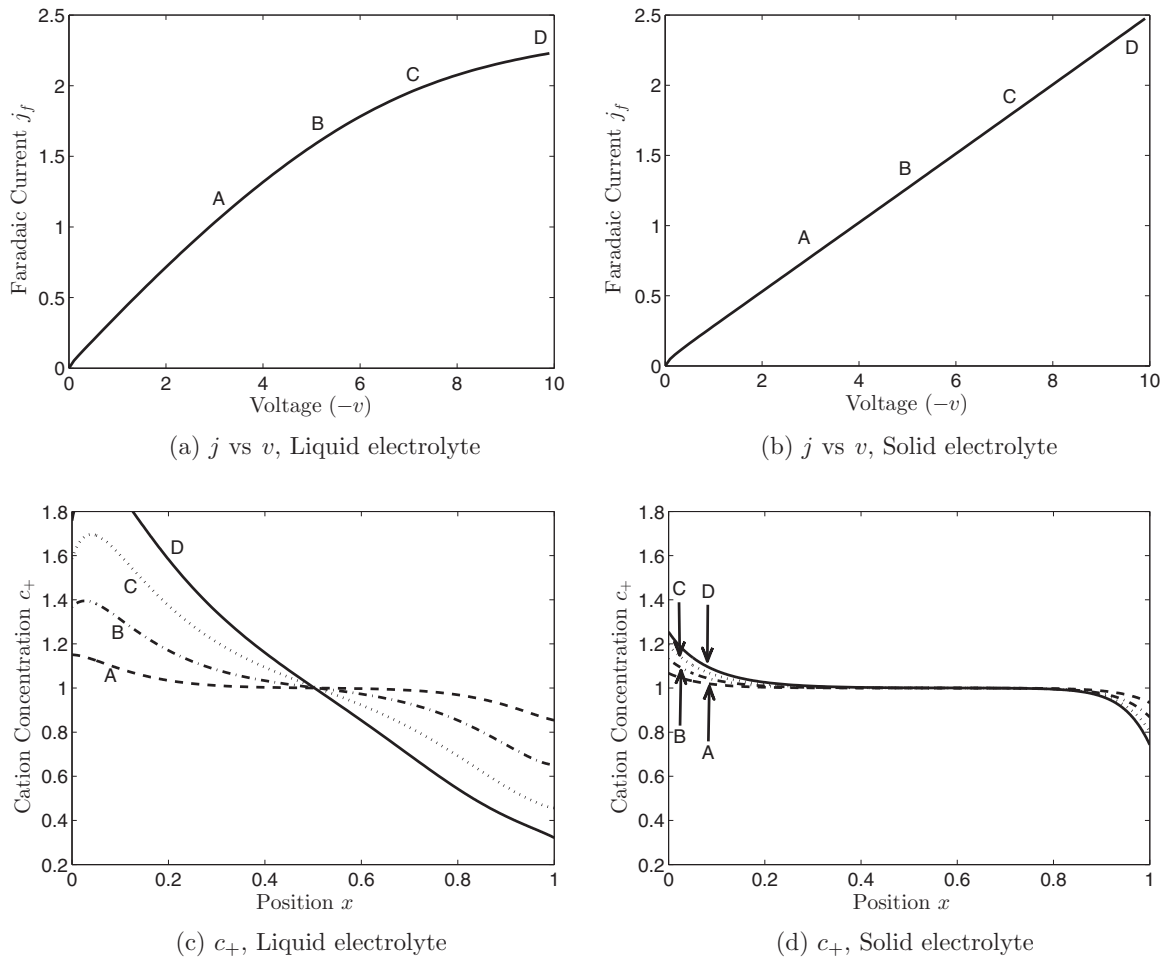 2.5
2
1.5
1
0.5
0
0 2 4 6 8 10
Faradaic Current j_f
Voltage (−v)
A
B
C
D
(a) j vs v, Liquid electrolyte
2.5
2
1.5
1
0.5
0
0 2 4 6 8 10
Faradaic Current j_f
Voltage (−v)
A
B
C
D
(b) j vs v, Solid electrolyte
1.8
1.6
1.4
1.2
1
0.8
0.6
0.4
0.2
0 0.2 0.4 0.6 0.8 1
Cation Concentration c_+
Position x
D
C
B
A
(c) c_+, Liquid electrolyte
1.8
1.6
1.4
1.2
1
0.8
0.6
0.4
0.2
0 0.2 0.4 0.6 0.8 1
Cation Concentration c_+
Position x
C D
B A
(d) c_+, Solid electrolyte